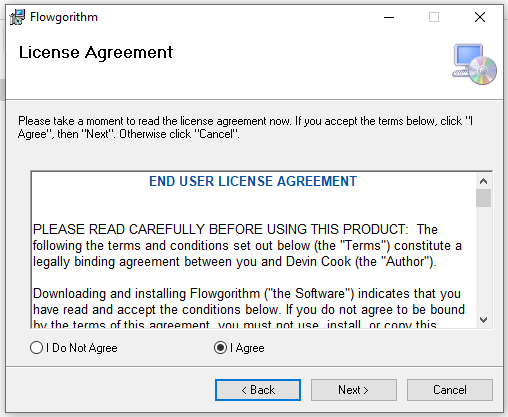 Flowgorithm
License Agreement
Please take a moment to read the license agreement now. If you accept the terms below, click "I
Agree", then "Next". Otherwise click "Cancel".
END USER LICENSE AGREEMENT
PLEASE READ CAREFULLY BEFORE USING THIS PRODUCT:  The
following the terms and conditions set out below (the "Terms") constitute a
legally binding agreement between you and Devin Cook (the "Author").
Downloading and installing Flowgorithm ("the Software") indicates that you
have read and accept the conditions below. If you do not agree to be bound
by the terms of this agreement, you must not use, install, or copy this
I Do Not Agree
I Agree
< Back
Next >
Cancel